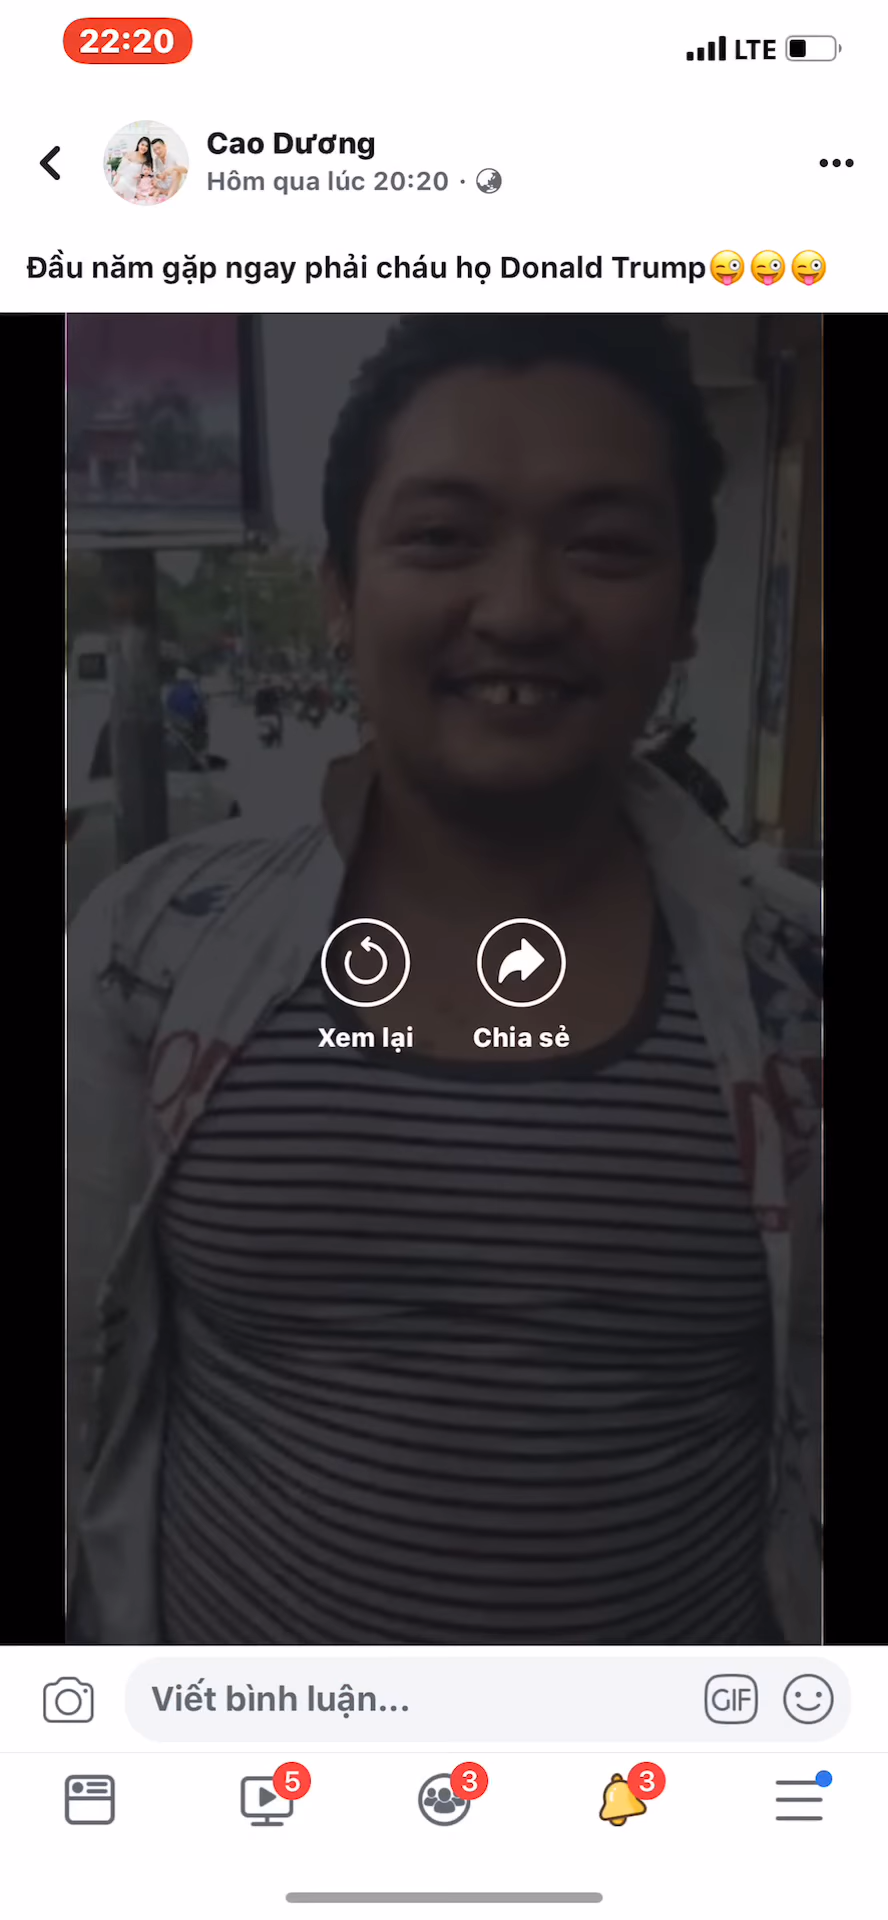 22:20
LTE
Cao Dương
Hôm qua lúc 20:20 ·
Đầu năm gặp ngay phải cháu họ Donald Trump😜😜😜
Xem lại
Chia sẻ
Viết bình luận...
GIF
5
3
3